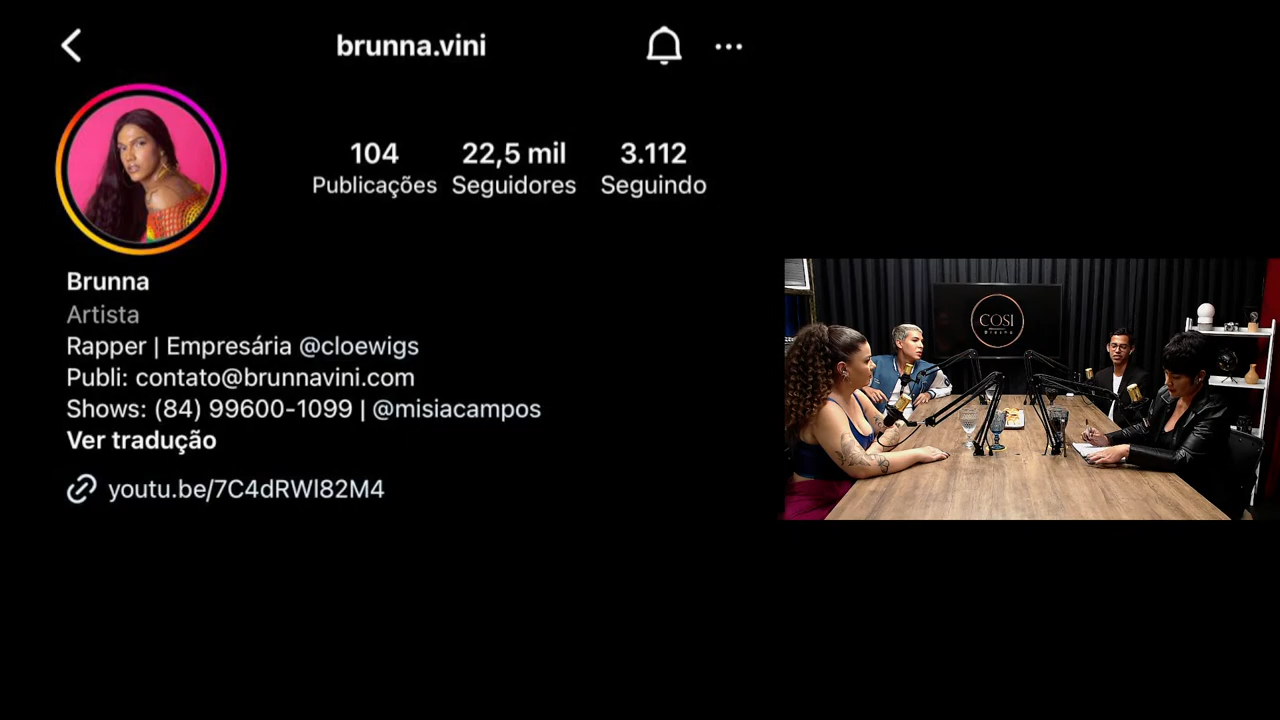 brunna.vini
104
22,5 mil
3.112
Publicações
Seguidores
Seguindo
Brunna
Artista
Rapper | Empresária @cloewigs
Publi: contato@brunnavini.com
Shows: (84) 99600-1099 | @misiacampos
Ver tradução
youtu.be/7C4dRWl82M4
COSI